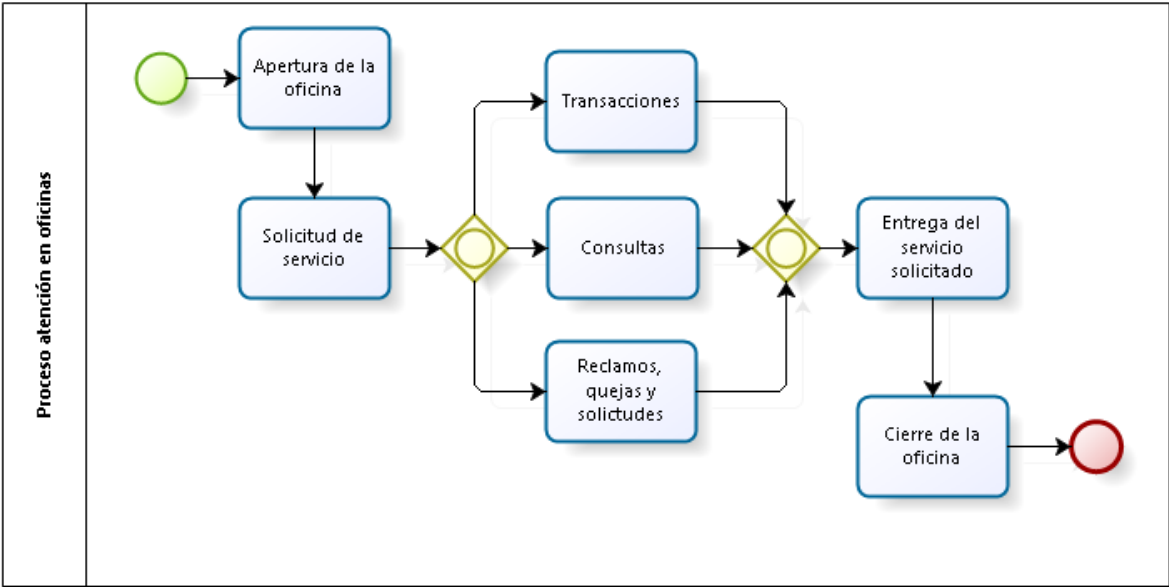 Proceso atención en oficinas
Apertura de la
oficina
Solicitud de
servicio
Transacciones
Consultas
Reclamos,
quejas y
solictudes
Entrega del
servicio
solicitado
Cierre de la
oficina